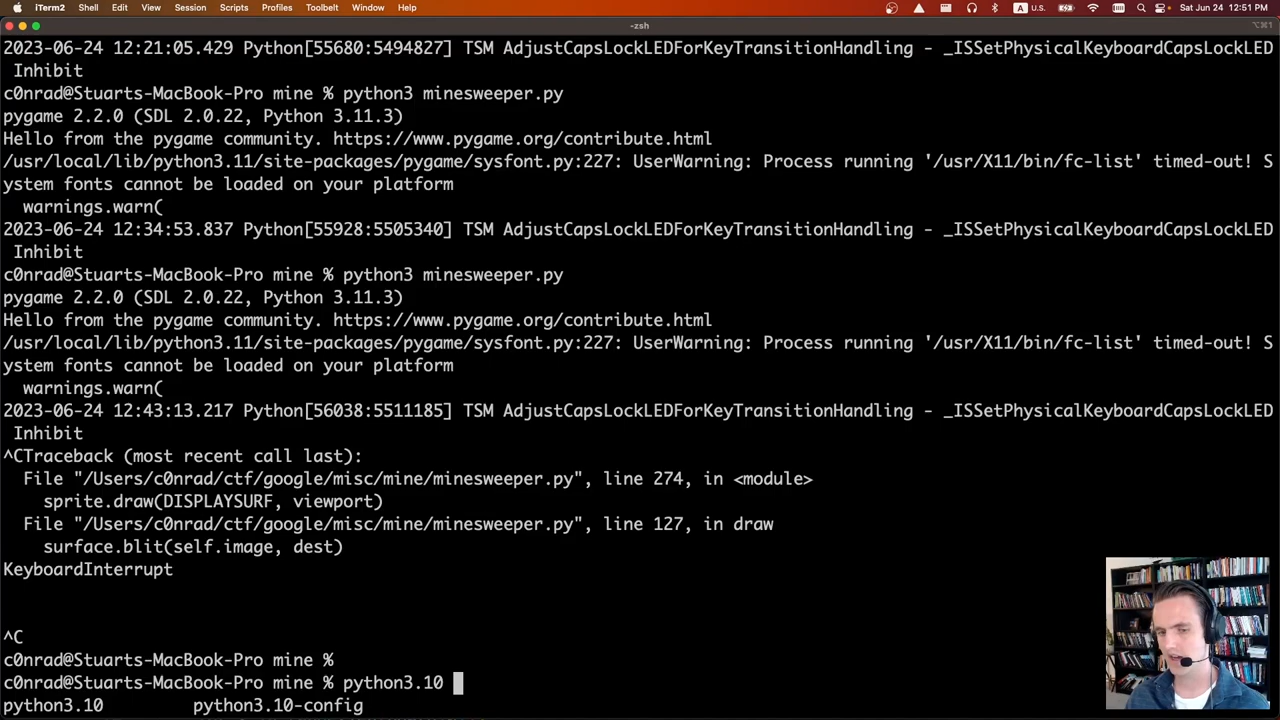 iTerm2 Shell Edit View Session Scripts Profiles Toolbelt Window Help A U.S. Sat Jun 24 12:51 PM
-zsh ⌥⌘1
2023-06-24 12:21:05.429 Python[55680:5494827] TSM AdjustCapsLockLEDForKeyTransitionHandling - _ISSetPhysicalKeyboardCapsLockLED
Inhibit
c0nrad@Stuarts-MacBook-Pro mine % python3 minesweeper.py
pygame 2.2.0 (SDL 2.0.22, Python 3.11.3)
Hello from the pygame community. https://www.pygame.org/contribute.html
/usr/local/lib/python3.11/site-packages/pygame/sysfont.py:227: UserWarning: Process running '/usr/X11/bin/fc-list' timed-out! S
ystem fonts cannot be loaded on your platform
warnings.warn(
2023-06-24 12:34:53.837 Python[55928:5505340] TSM AdjustCapsLockLEDForKeyTransitionHandling - _ISSetPhysicalKeyboardCapsLockLED
Inhibit
c0nrad@Stuarts-MacBook-Pro mine % python3 minesweeper.py
pygame 2.2.0 (SDL 2.0.22, Python 3.11.3)
Hello from the pygame community. https://www.pygame.org/contribute.html
/usr/local/lib/python3.11/site-packages/pygame/sysfont.py:227: UserWarning: Process running '/usr/X11/bin/fc-list' timed-out! S
ystem fonts cannot be loaded on your platform
warnings.warn(
2023-06-24 12:43:13.217 Python[56038:5511185] TSM AdjustCapsLockLEDForKeyTransitionHandling - _ISSetPhysicalKeyboardCapsLockLED
Inhibit
^CTraceback (most recent call last):
File "/Users/c0nrad/ctf/google/misc/mine/minesweeper.py", line 274, in <module>
sprite.draw(DISPLAYSURF, viewport)
File "/Users/c0nrad/ctf/google/misc/mine/minesweeper.py", line 127, in draw
surface.blit(self.image, dest)
KeyboardInterrupt
^C
c0nrad@Stuarts-MacBook-Pro mine %
c0nrad@Stuarts-MacBook-Pro mine % python3.10
python3.10 python3.10-config